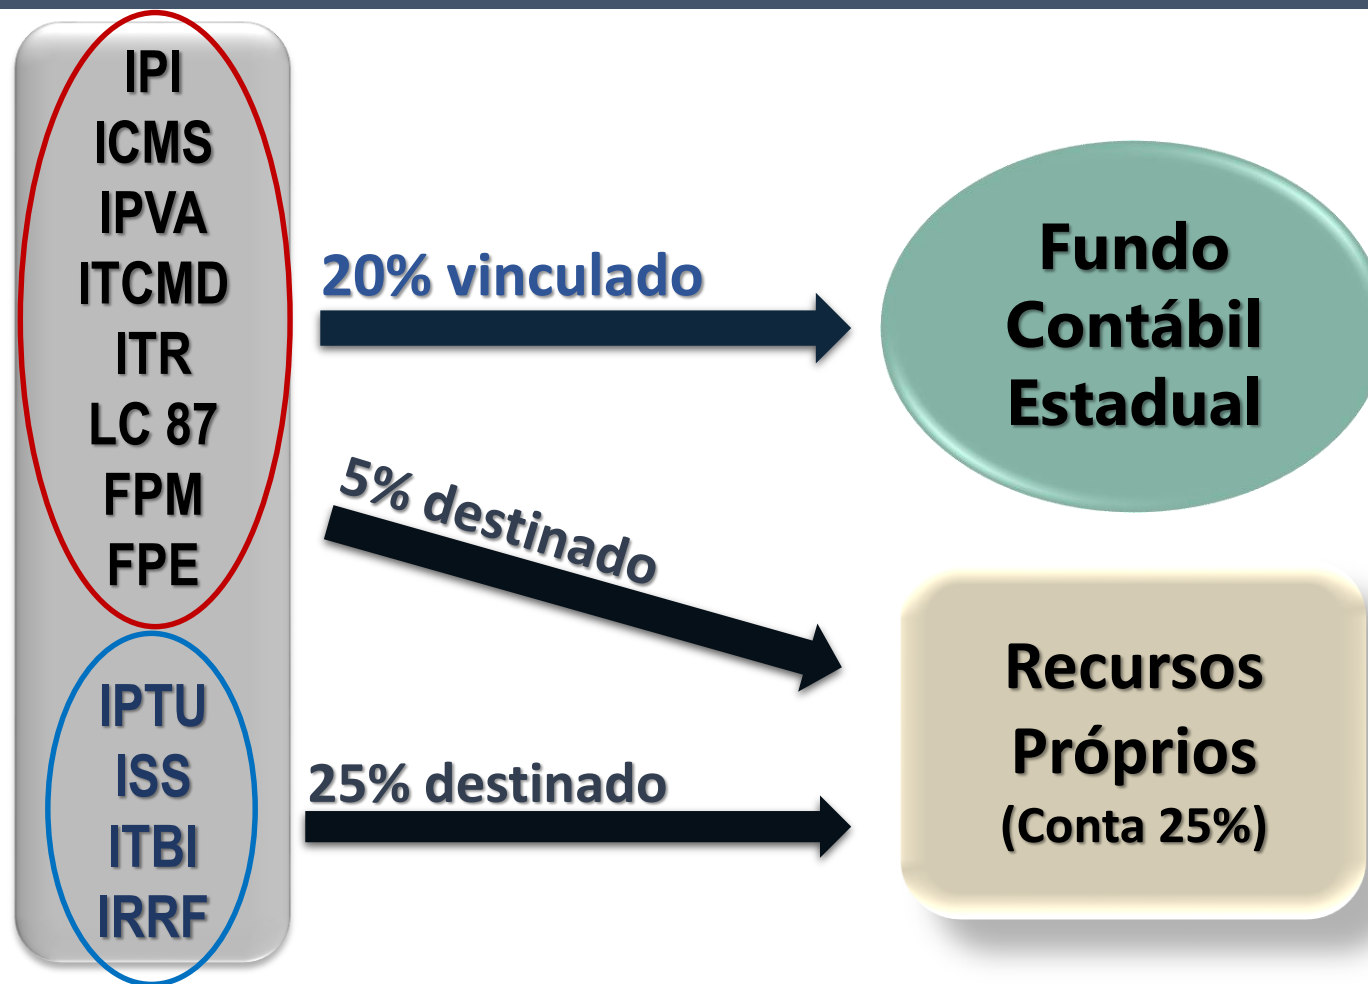 IPI
ICMS
IPVA
ITCMD
ITR
LC 87
FPM
FPE
IPTU
ISS
ITBI
IRRF
20% vinculado
5% destinado
25% destinado
Fundo
Contábil
Estadual
Recursos
Próprios
(Conta 25%)